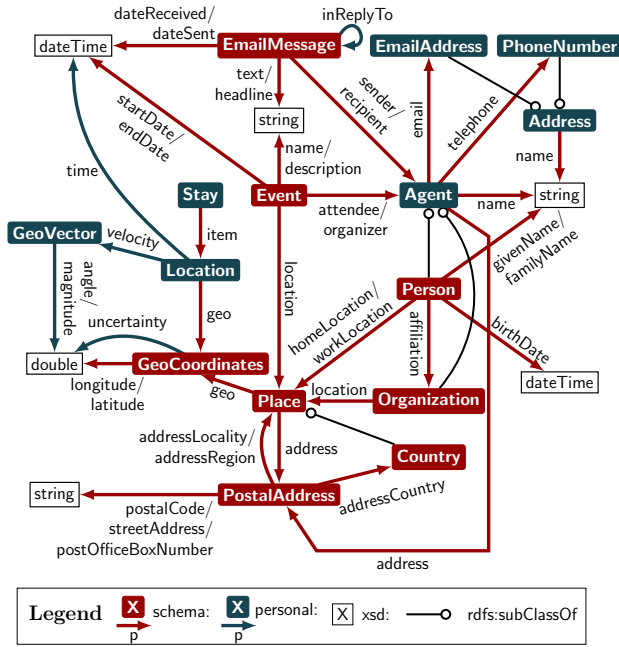 dateReceived/
dateSent
inReplyTo
dateTime
EmailMessage
EmailAddress
PhoneNumber
text/
headline
sender/
recipient
email
telephone
string
Address
startDate/
endDate
name/
description
name
time
Stay
Event
attendee/
organizer
Agent
name
string
GeoVector
velocity
item
Location
givenName/
familyName
angle/
magnitude
location
Person
homeLocation/
workLocation
affiliation
birthDate
uncertainty
geo
double
GeoCoordinates
longitude/
latitude
geo
Place
location
Organization
dateTime
addressLocality/
addressRegion
address
Country
string
PostalAddress
addressCountry
postalCode/
streetAddress/
postOfficeBoxNumber
address
Legend
X
schema:
p
X
personal:
p
X
xsd:
rdfs:subClassOf